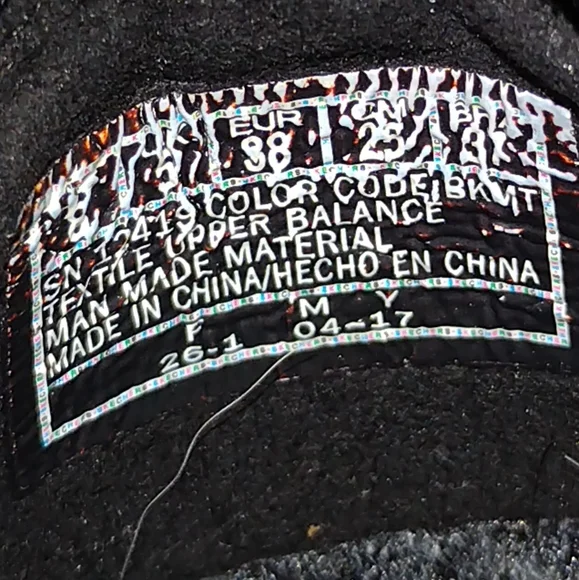 EUR
38
CM
25
SN 12419 COLOR CODE BKMT
TEXTILE UPPER BALANCE
MAN MADE MATERIAL
MADE IN CHINA/HECHO EN CHINA
F M Y
26-1 04-17